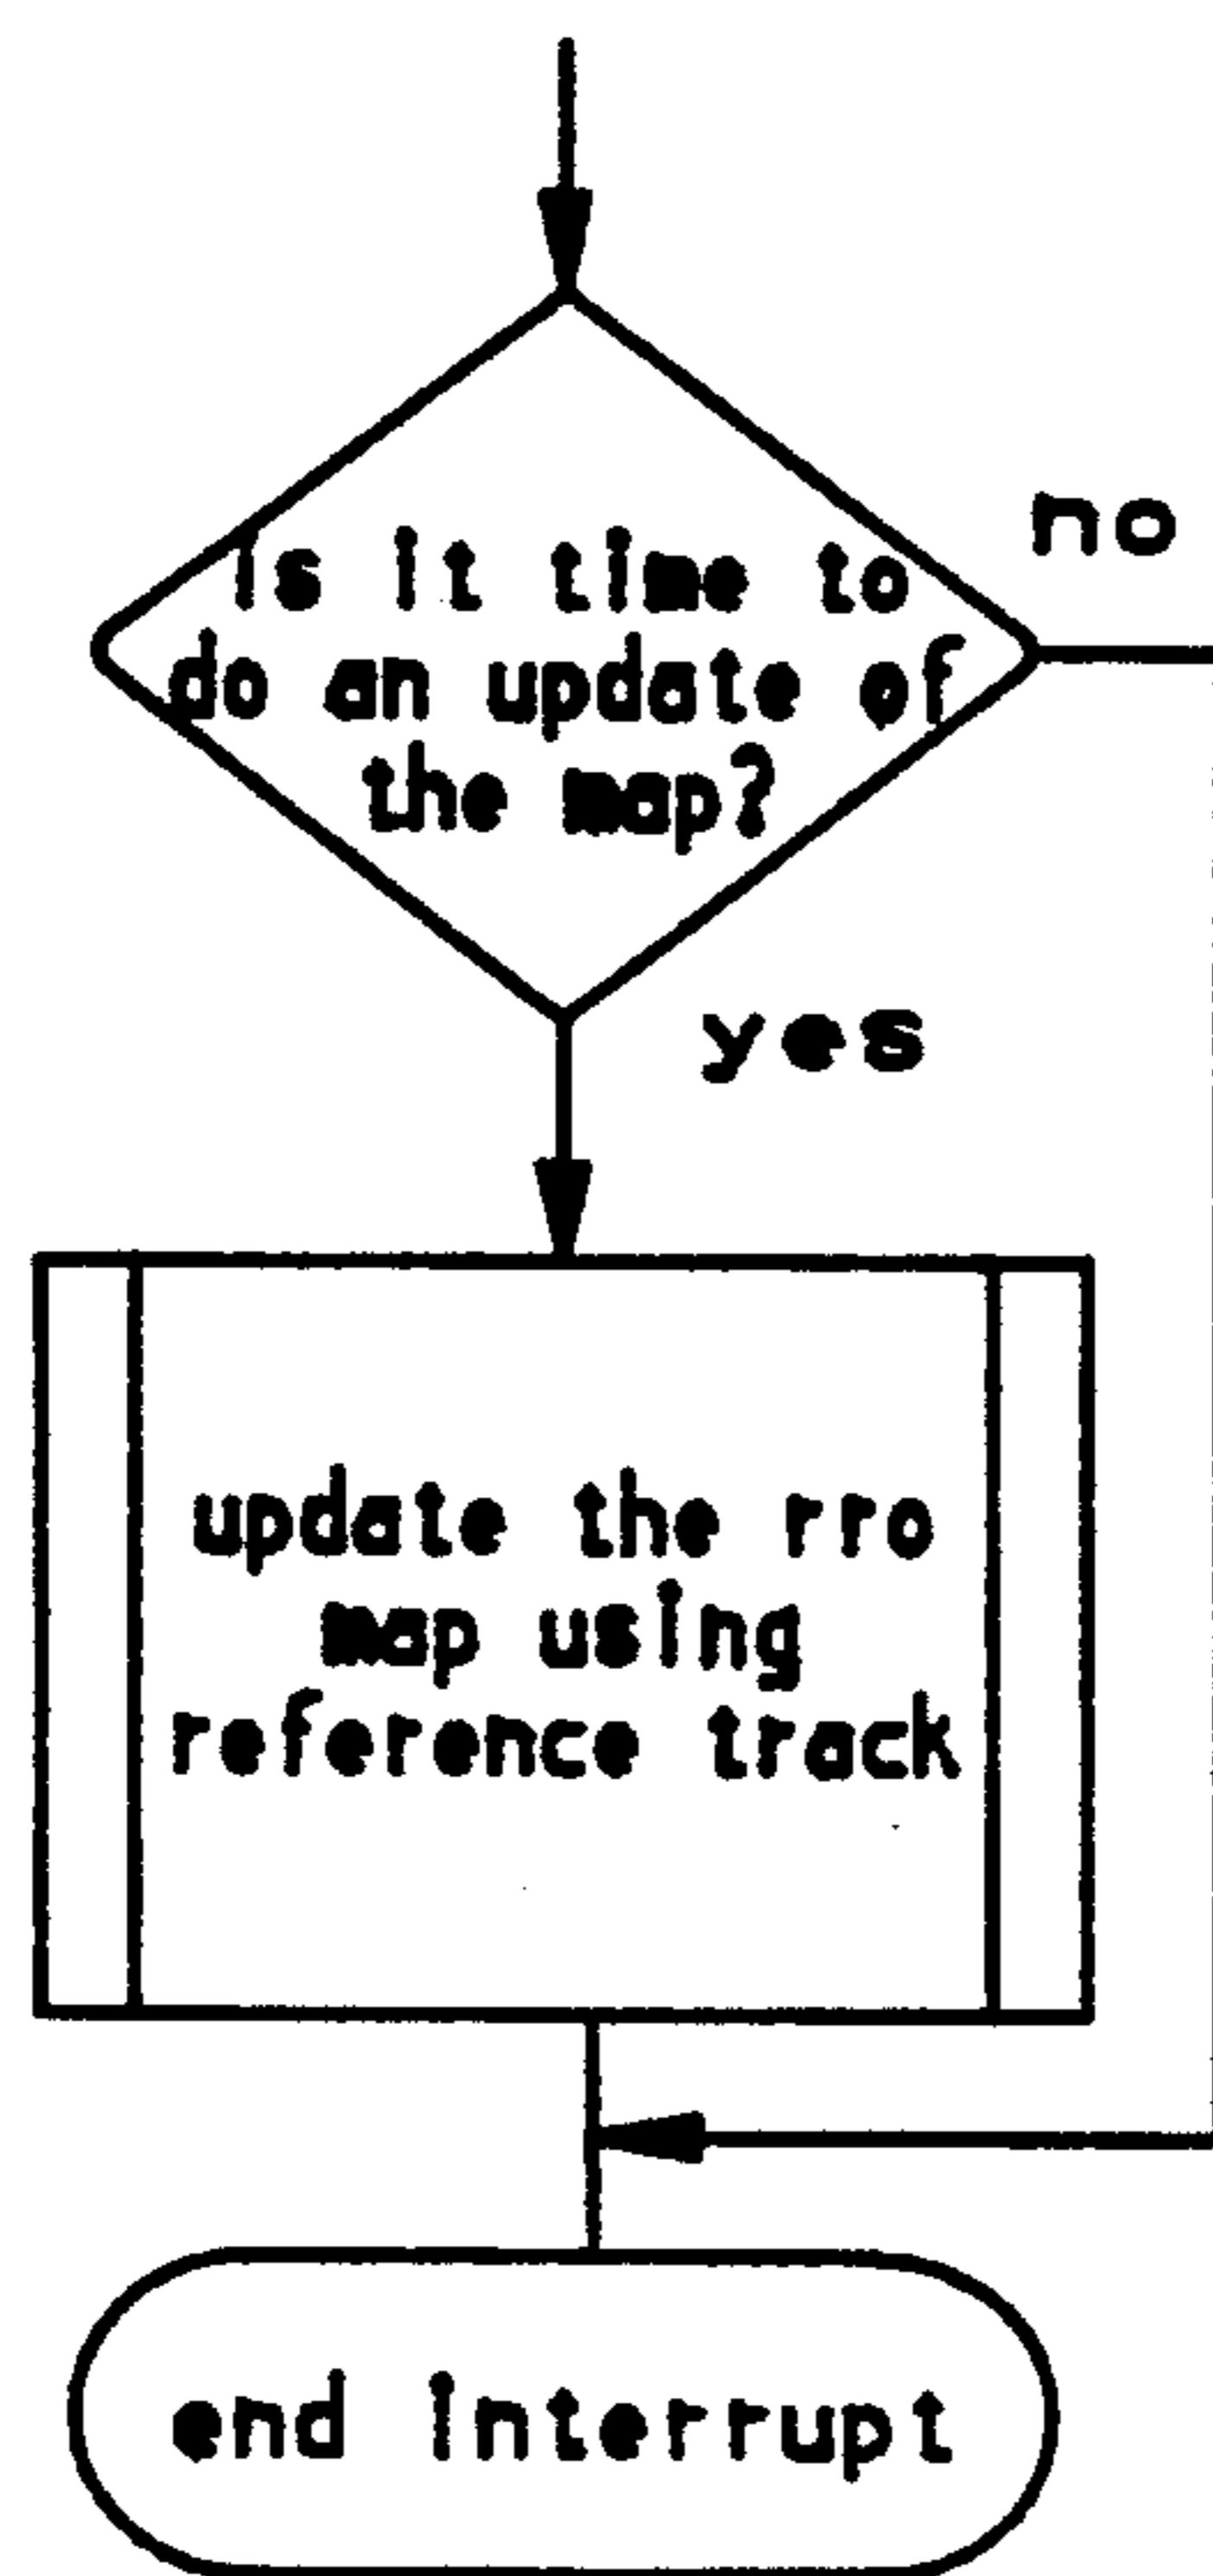 is it time to
do an update of
the map?
no
yes
update the rro
map using
reference track
end interrupt